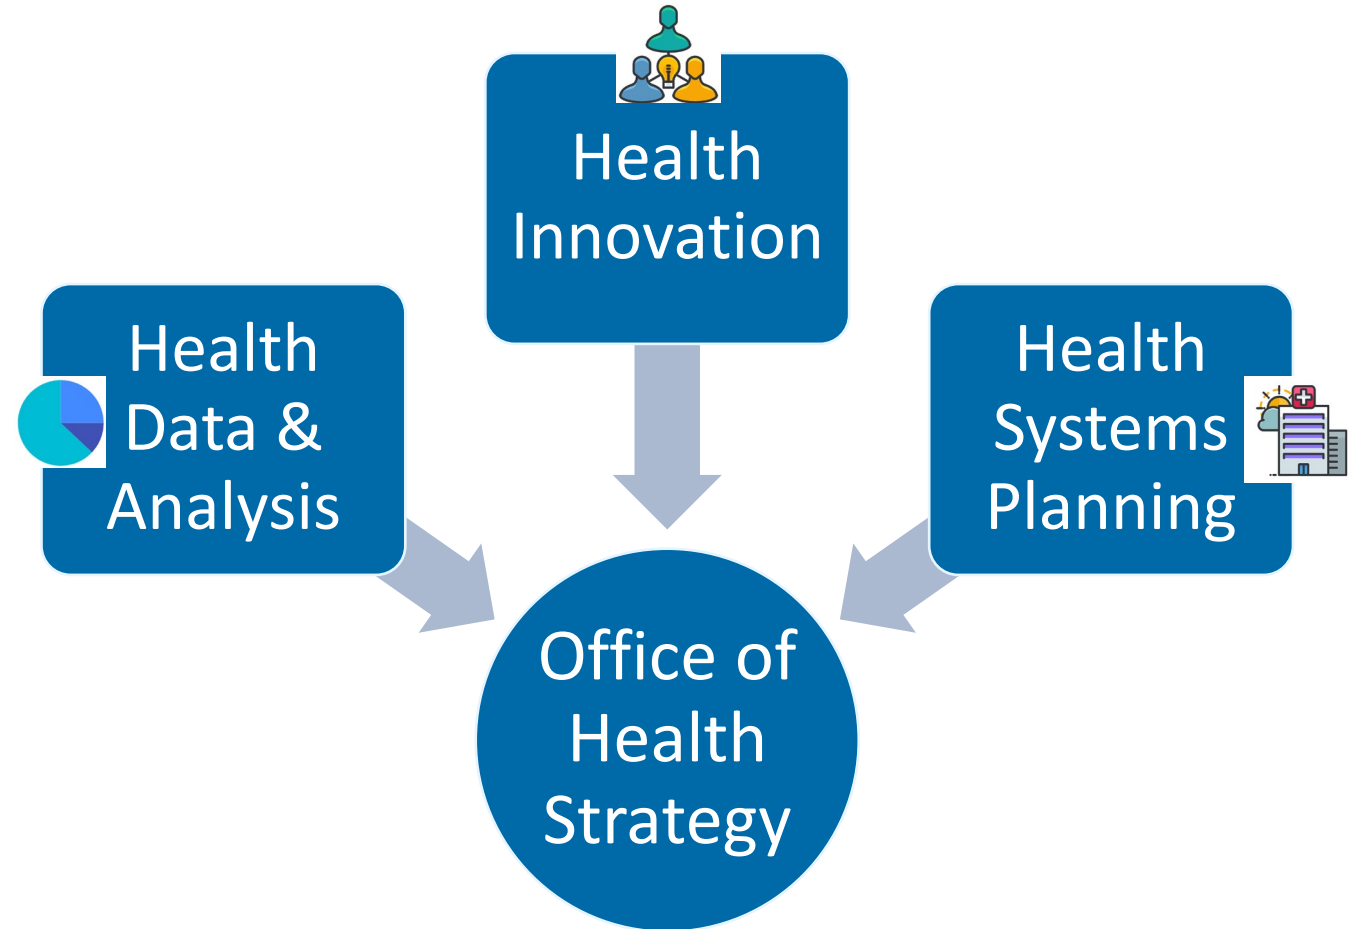 Health
Innovation
Health
Data &
Analysis
Health
Systems
Planning
Office of
Health
Strategy